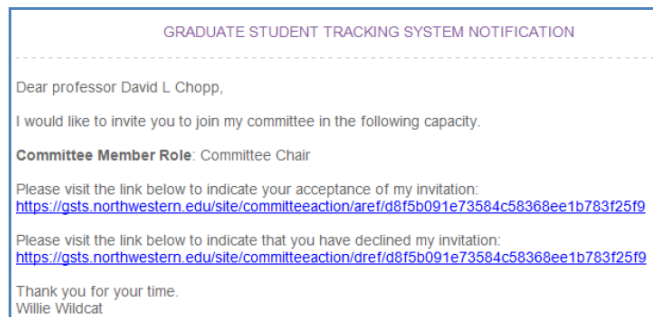 GRADUATE STUDENT TRACKING SYSTEM NOTIFICATION
Dear professor David L Chopp,
I would like to invite you to join my committee in the following capacity.
Committee Member Role: Committee Chair
Please visit the link below to indicate your acceptance of my invitation:
https://gsts.northwestern.edu/site/committeeaction/aref/d8f5b091e73584c58368ee1b783f25f9
Please visit the link below to indicate that you have declined my invitation:
https://gsts.northwestern.edu/site/committeeaction/dref/d8f5b091e73584c58368ee1b783f25f9
Thank you for your time.
Willie Wildcat